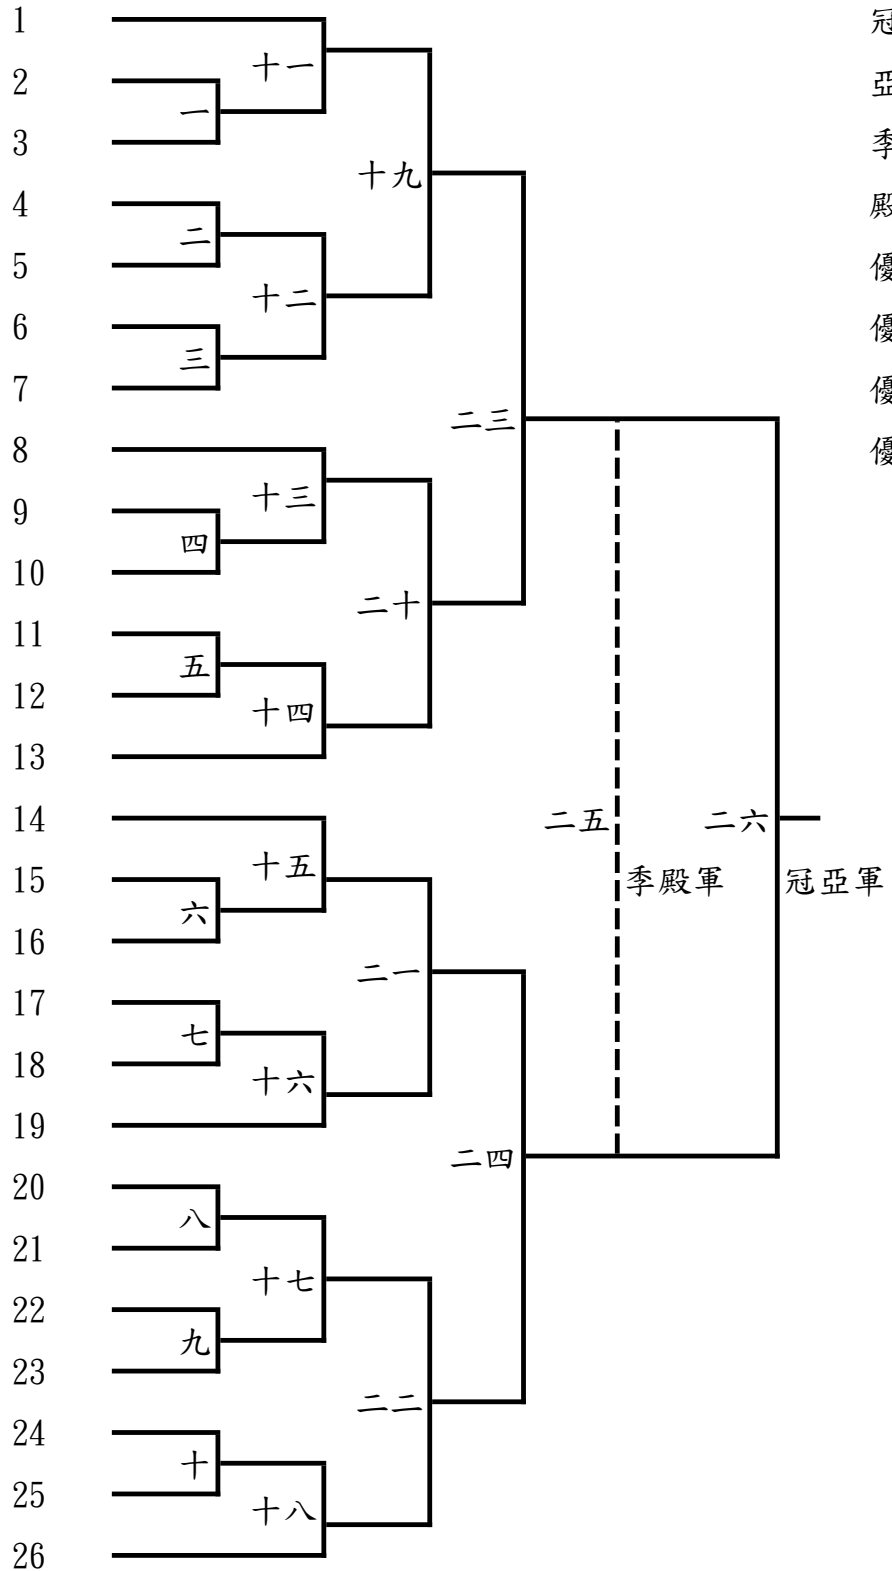 1
冠
十一
2
亞
一
3
季
十九
4
殿
二
5
優
十二
6
優
三
7
優
二三
8
優
十三
9
四
10
二十
11
五
12
十四
13
14
二五
二六
十五
15
季殿軍
冠亞軍
六
16
二一
17
七
18
十六
19
二四
20
八
21
十七
22
九
23
二二
24
十
25
十八
26